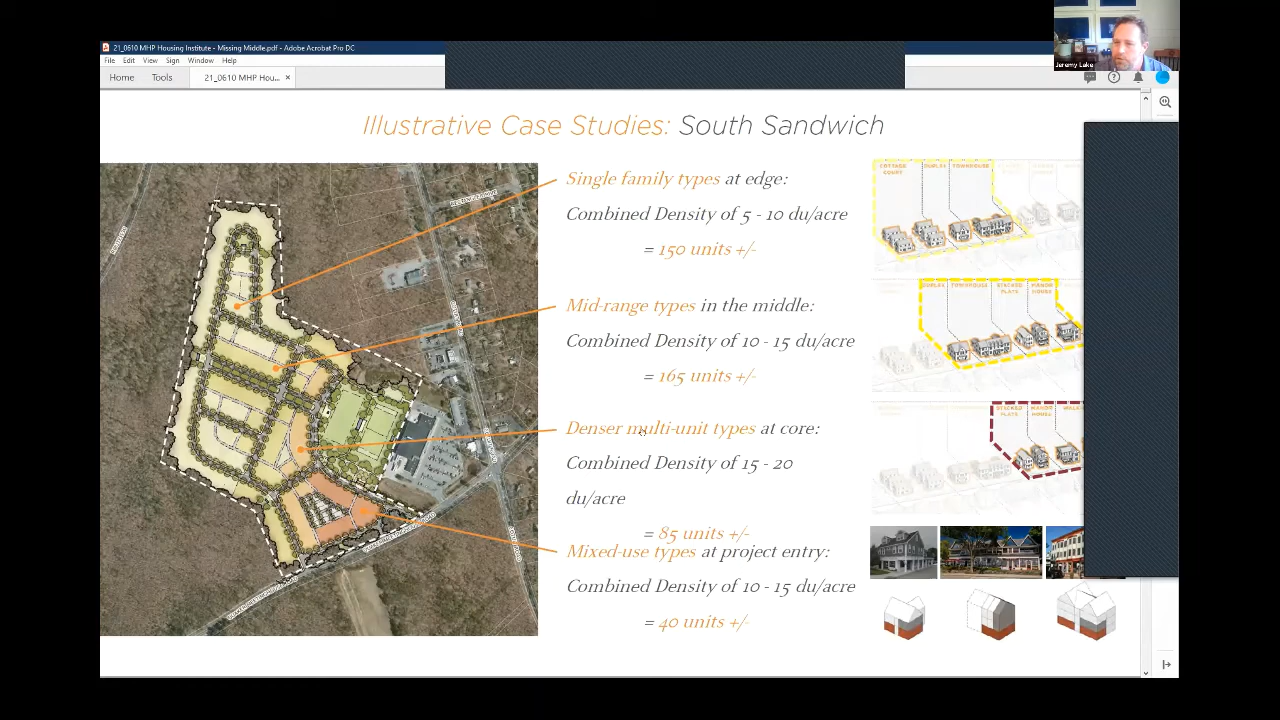 Jeremy Lake
21_0610 MHP Housing Institute - Missing Middle.pdf - Adobe Acrobat Pro DC
File Edit View Sign Window Help
Home Tools 21_0610 MHP Hou... ×
Illustrative Case Studies: South Sandwich
Single family types at edge:
Combined Density of 5 - 10 du/acre
= 150 units +/-
Mid-range types in the middle:
Combined Density of 10 - 15 du/acre
= 165 units +/-
Denser multi-unit types at core:
Combined Density of 15 - 20
du/acre
= 85 units +/-
Mixed-use types at project entry:
Combined Density of 10 - 15 du/acre
= 40 units +/-
COTTAGE COURT
DUPLEX
TOWNHOUSE
DUPLEX
TOWNHOUSE
STACKED FLATS
MANOR HOUSE
STACKED FLATS
MANOR HOUSE